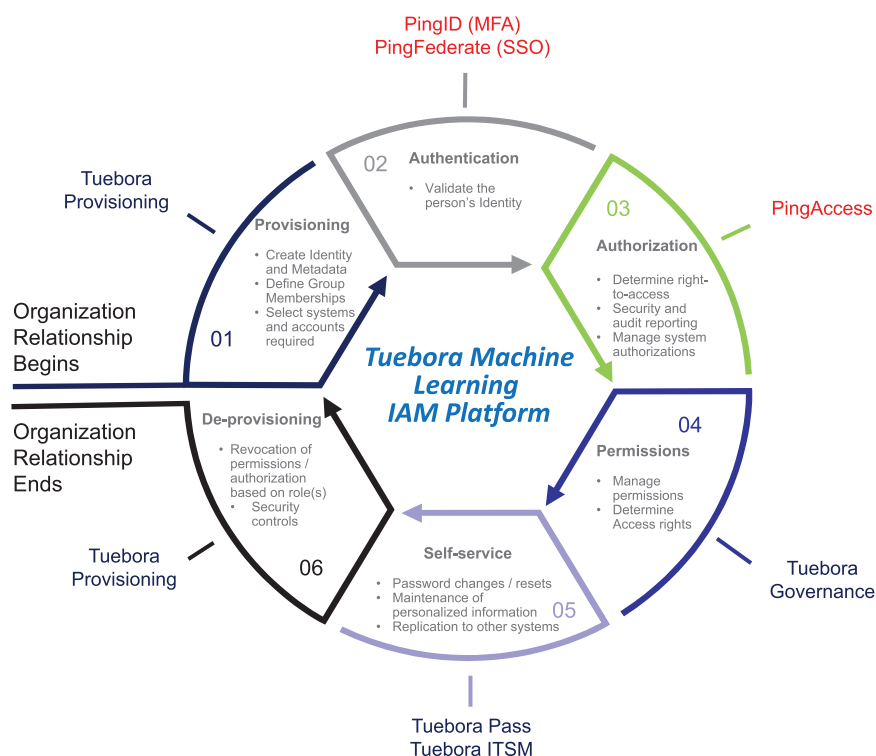 PingID (MFA)
PingFederate (SSO)
02
Authentication
• Validate the
person's Identity
Tuebora
Provisioning
Provisioning
• Create Identity
and Metadata
• Define Group
Memberships
• Select systems
and accounts
required
01
03
Authorization
• Determine right-
to-access
• Security and
audit reporting
• Manage system
authorizations
PingAccess
Organization
Relationship
Begins
Tuebora Machine
Learning
IAM Platform
Organization
Relationship
Ends
De-provisioning
• Revocation of
permissions /
authorization
based on role(s)
• Security
controls
06
Tuebora
Provisioning
04
Permissions
• Manage
permissions
• Determine
Access rights
Tuebora
Governance
Self-service
• Password changes / resets
• Maintenance of
personalized information
• Replication to other systems
05
Tuebora Pass
Tuebora ITSM